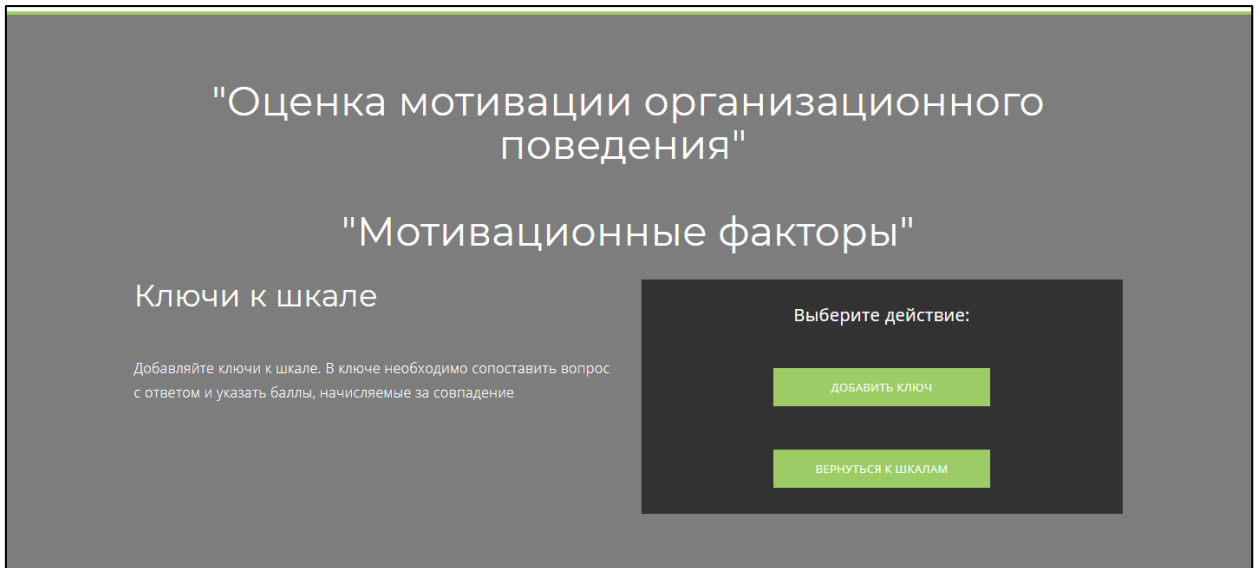 "Оценка мотивации организационного
поведения"
"Мотивационные факторы"
Ключи к шкале
Добавляйте ключи к шкале. В ключе необходимо сопоставить вопрос
с ответом и указать баллы, начисляемые за совпадение
Выберите действие:
ДОБАВИТЬ КЛЮЧ
ВЕРНУТЬСЯ К ШКАЛАМ